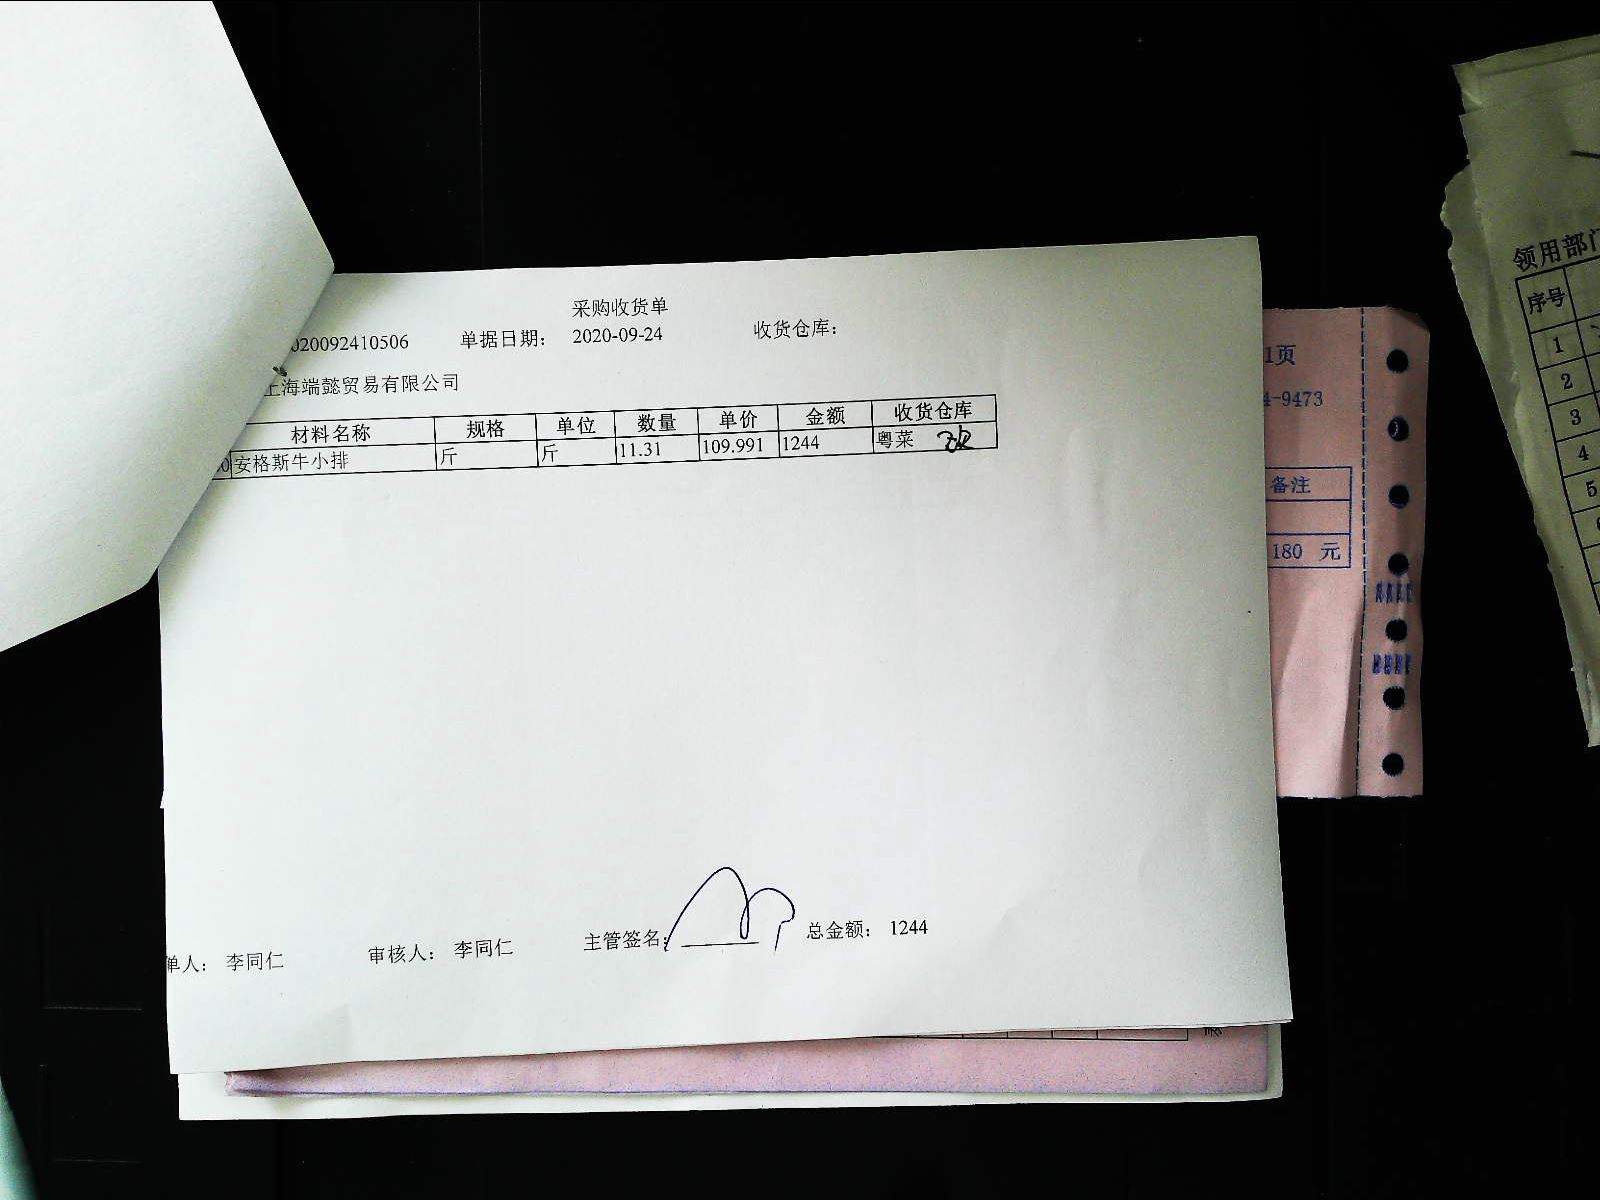 采购收货单
020092410506 单据日期： 2020-09-24 收货仓库：
上海端懿贸易有限公司
材料名称 规格 单位 数量 单价 金额 收货仓库
0 安格斯牛小排 斤 斤 11.31 109.991 1244 粤菜
单人： 李同仁 审核人： 李同仁 主管签名： 总金额： 1244
1页
4-9473
备注
180 元
领用部门
序号
1
2
3
4
5